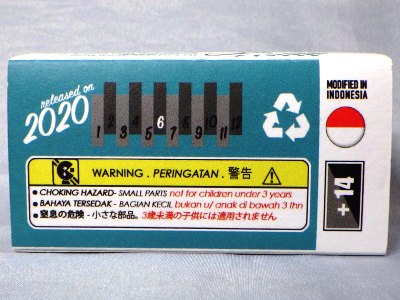 released on
2020
1 2 3 4 5 6 7 8 9 10 11 12
MODIFIED IN
INDONESIA
+14
WARNING . PERINGATAN . 警告
• CHOKING HAZARD- SMALL PARTS not for children under 3 years
• BAHAYA TERSEDAK - BAGIAN KECIL bukan u/ anak di bawah 3 thn
• 窒息の危険 - 小さな部品。3歳未満の子供には適用されません